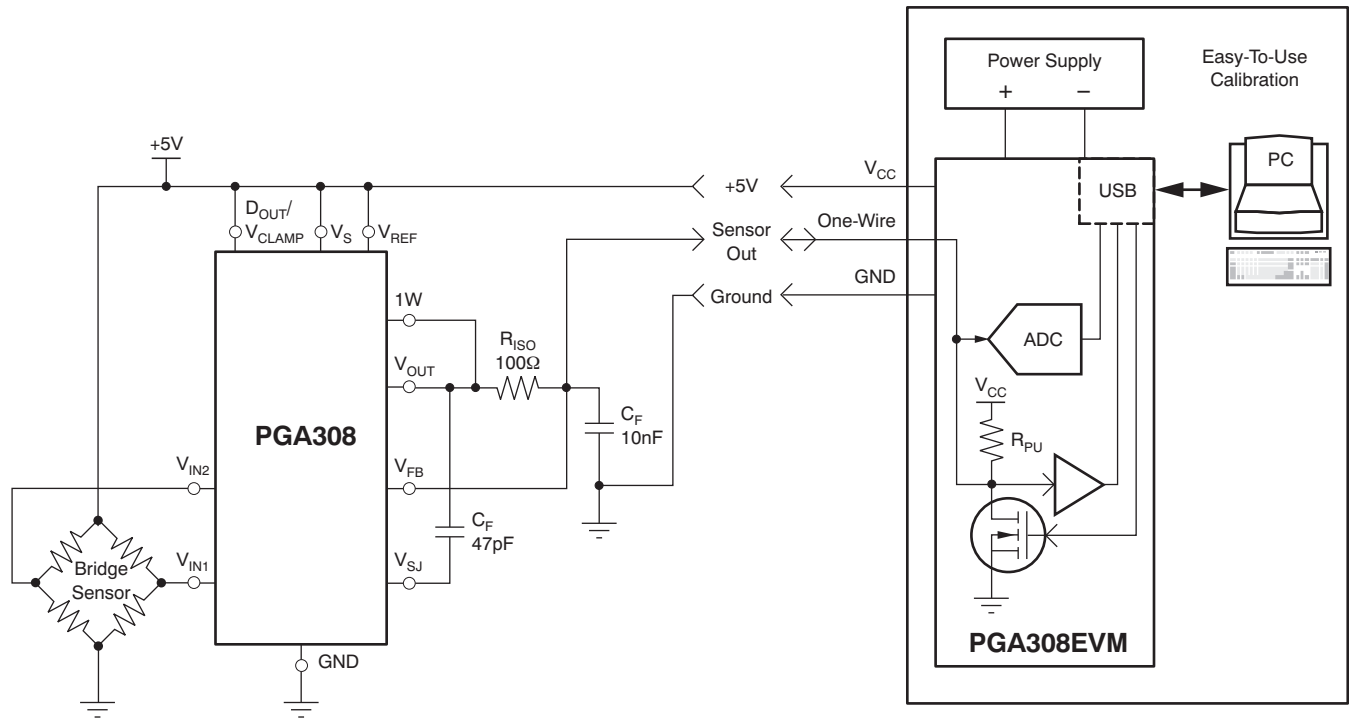 +5V
D_OUT/
V_CLAMP
V_S
V_REF
1W
V_OUT
R_ISO
100Ω
PGA308
C_F
10nF
V_IN2
V_FB
C_F
47pF
V_IN1
V_SJ
Bridge
Sensor
GND
+5V
Sensor
Out
Ground
V_CC
One-Wire
GND
Power Supply
+ −
Easy-To-Use
Calibration
USB
PC
ADC
V_CC
R_PU
PGA308EVM